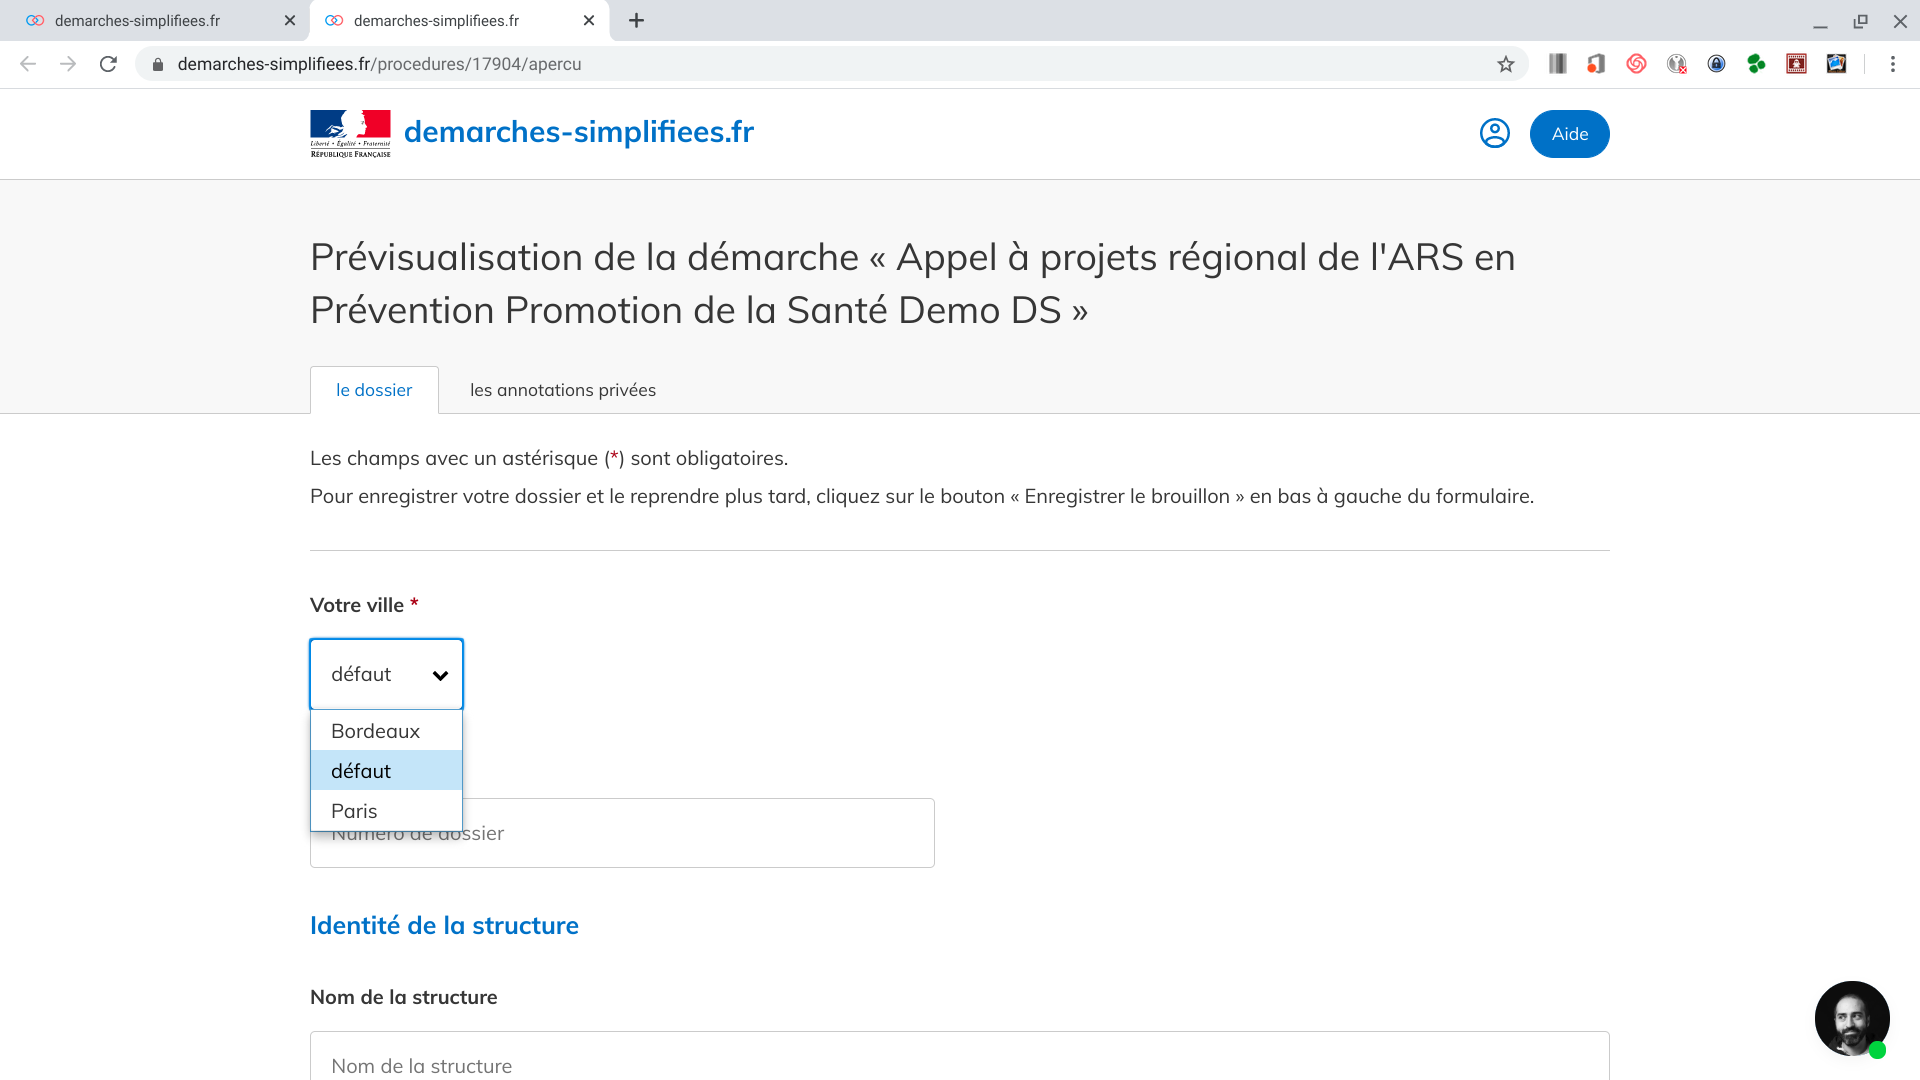 demarches-simplifiees.fr
demarches-simplifiees.fr
demarches-simplifiees.fr/procedures/17904/apercu
Liberté • Égalité • Fraternité
RÉPUBLIQUE FRANÇAISE
demarches-simplifiees.fr
Aide
Prévisualisation de la démarche « Appel à projets régional de l'ARS en
Prévention Promotion de la Santé Demo DS »
le dossier
les annotations privées
Les champs avec un astérisque (*) sont obligatoires.
Pour enregistrer votre dossier et le reprendre plus tard, cliquez sur le bouton « Enregistrer le brouillon » en bas à gauche du formulaire.
Votre ville *
défaut
Bordeaux
défaut
Paris
Numéro de dossier
Identité de la structure
Nom de la structure
Nom de la structure